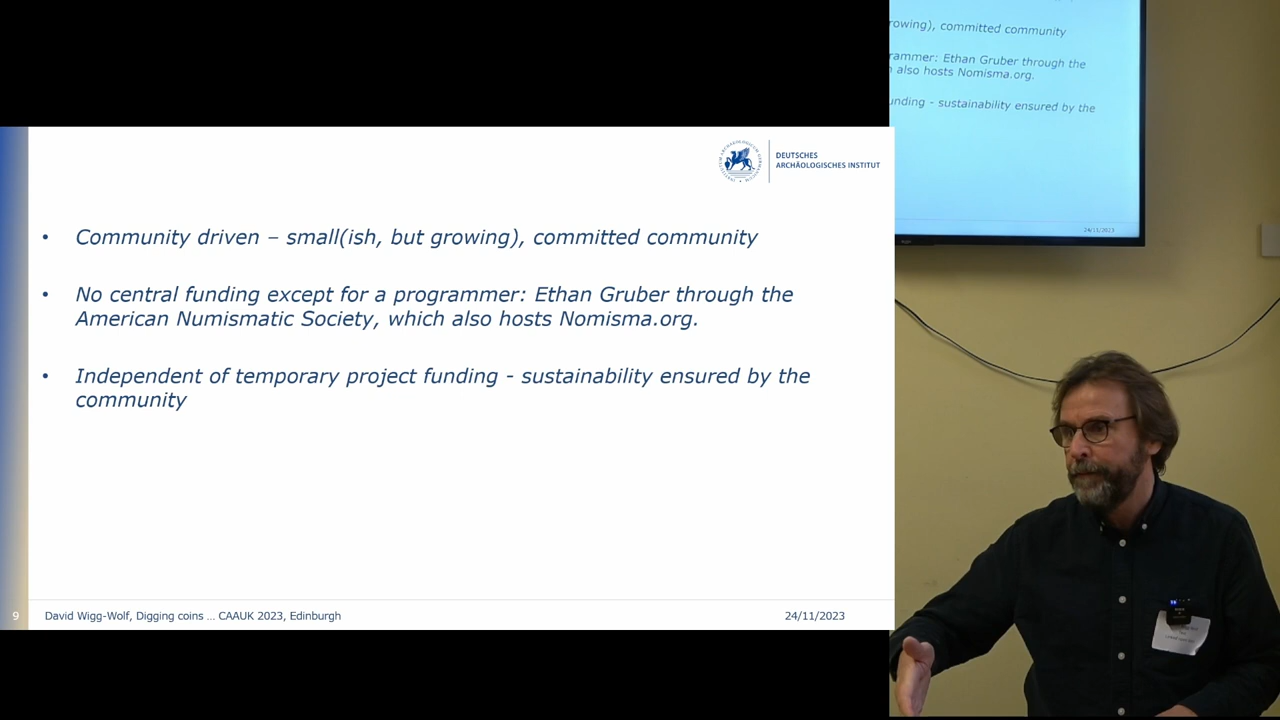 DEUTSCHES
ARCHÄOLOGISCHES INSTITUT
• Community driven – small(ish, but growing), committed community
• No central funding except for a programmer: Ethan Gruber through the
American Numismatic Society, which also hosts Nomisma.org.
• Independent of temporary project funding - sustainability ensured by the
community
9 David Wigg-Wolf, Digging coins … CAAUK 2023, Edinburgh 24/11/2023
rowing), committed community
rammer: Ethan Gruber through the
also hosts Nomisma.org.
unding - sustainability ensured by the
24/11/2023